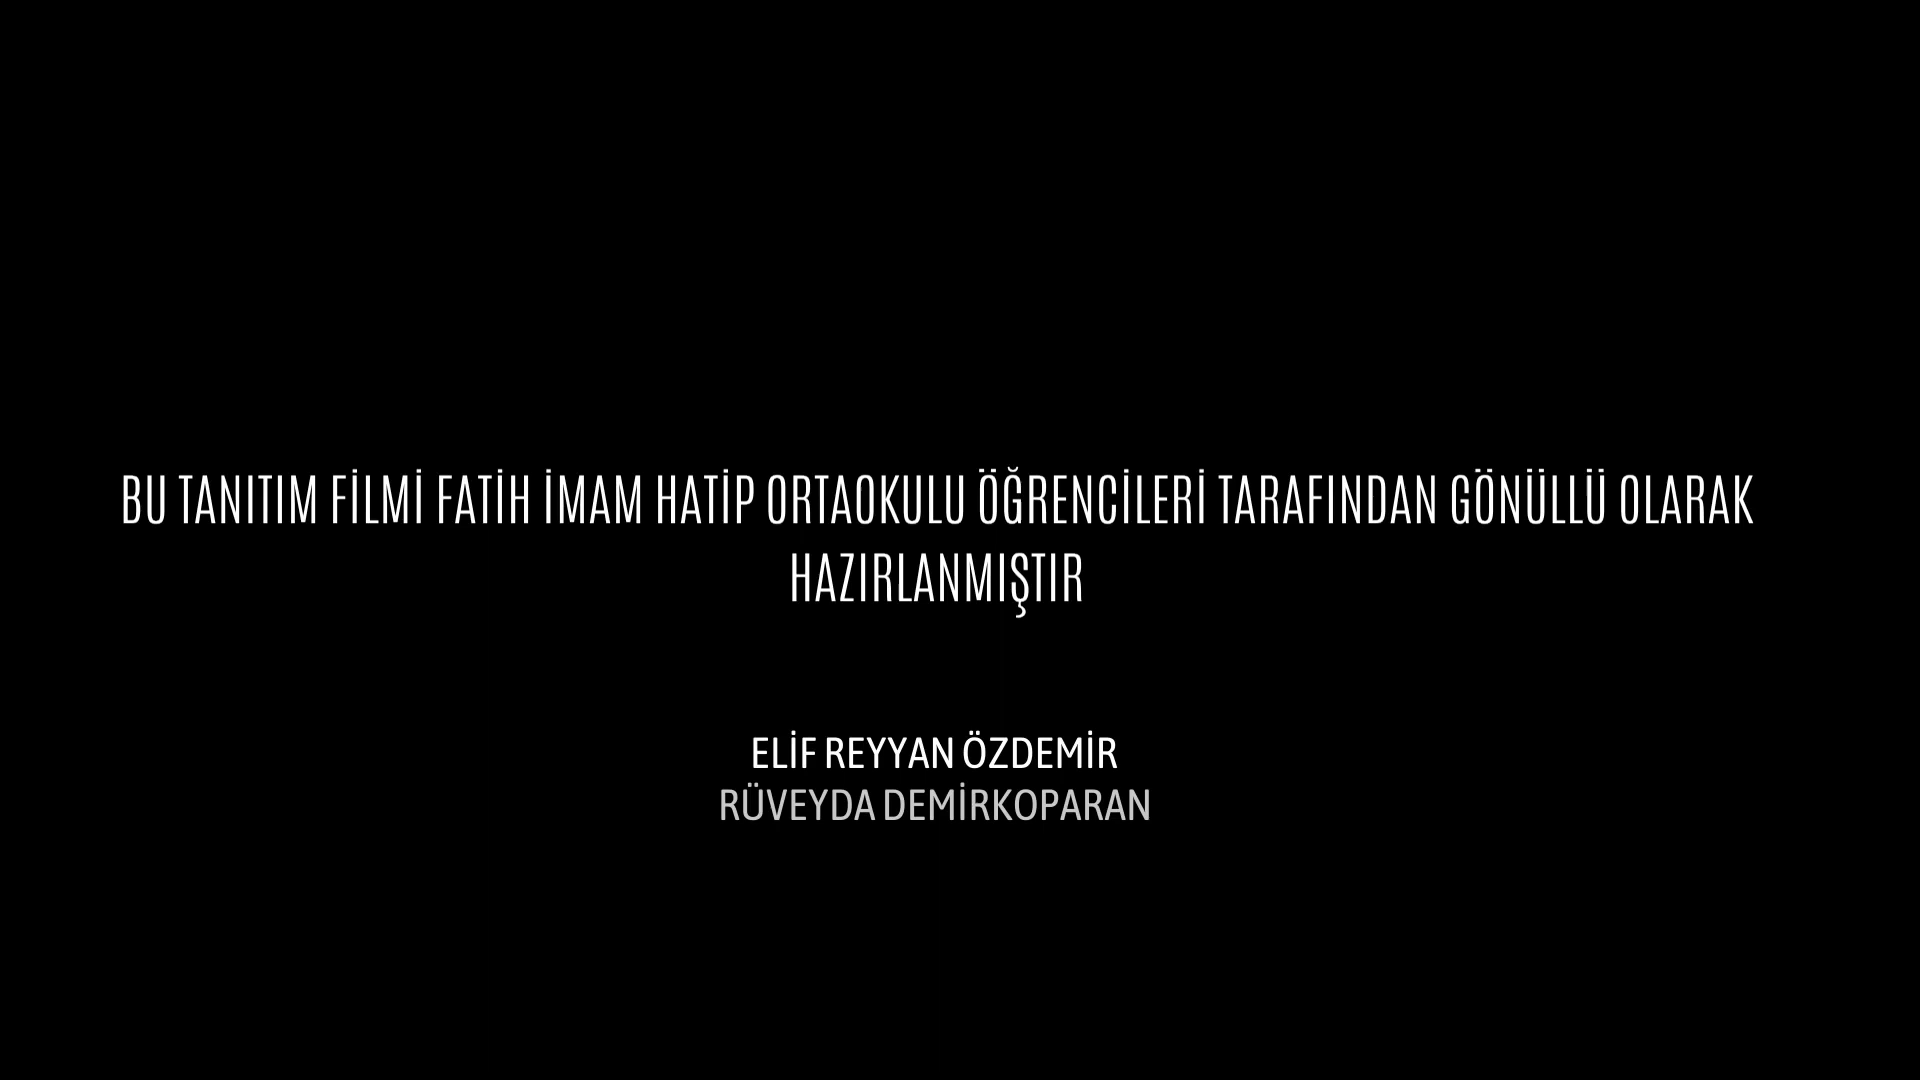 BU TANITIM FİLMİ FATİH İMAM HATİP ORTAOKULU ÖĞRENCİLERİ TARAFINDAN GÖNÜLLÜ OLARAK
HAZIRLANMIŞTIR
ELİF REYYAN ÖZDEMİR
RÜVEYDA DEMİRKOPARAN